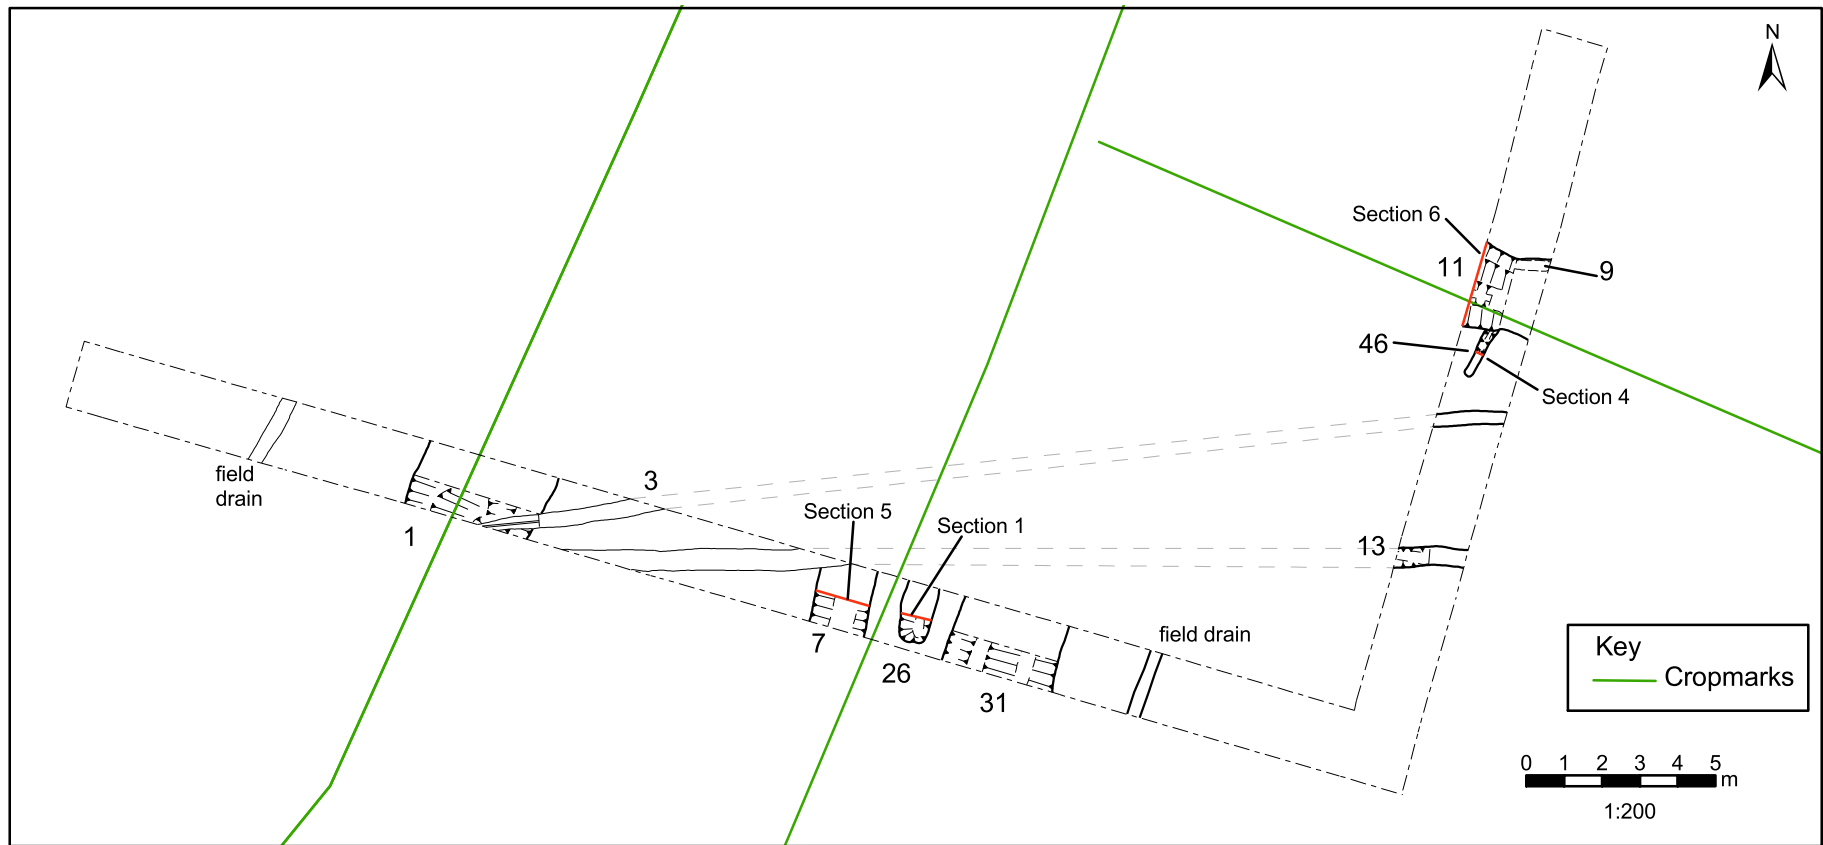 N
Section 6
11
9
46
Section 4
field
drain
3
1
Section 5
Section 1
13
7
26
31
field drain
Key
Cropmarks
0 1 2 3 4 5
m
1:200